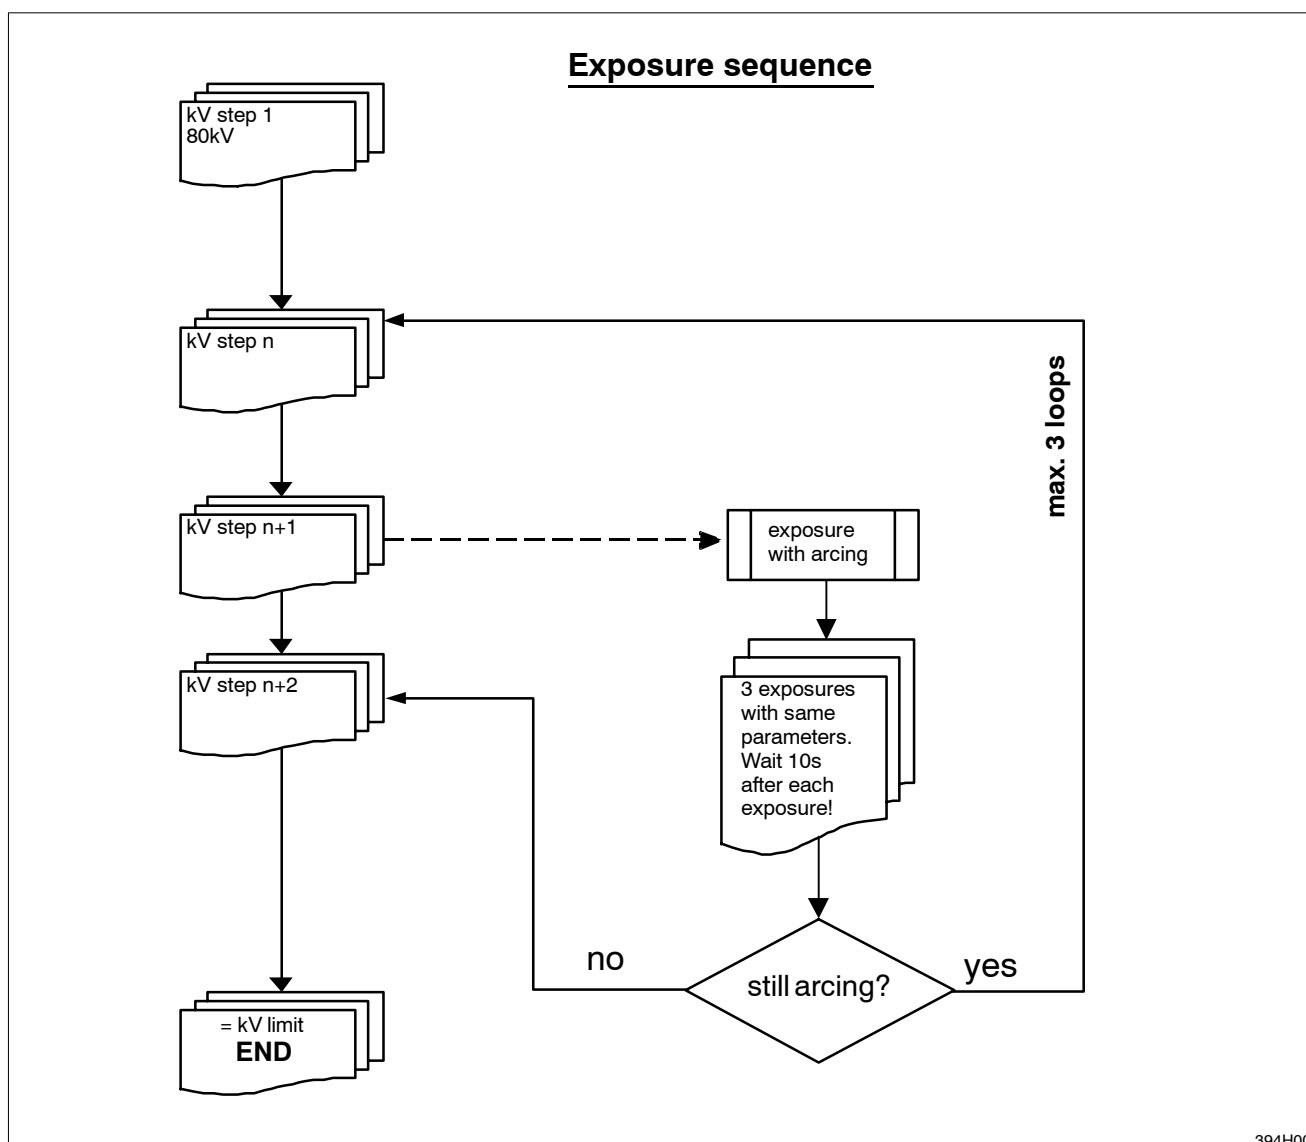 Exposure sequence
kV step 1
80kV
kV step n
max. 3 loops
kV step n+1
exposure
with arcing
kV step n+2
3 exposures
with same
parameters.
Wait 10s
after each
exposure!
no
yes
still arcing?
= kV limit
END